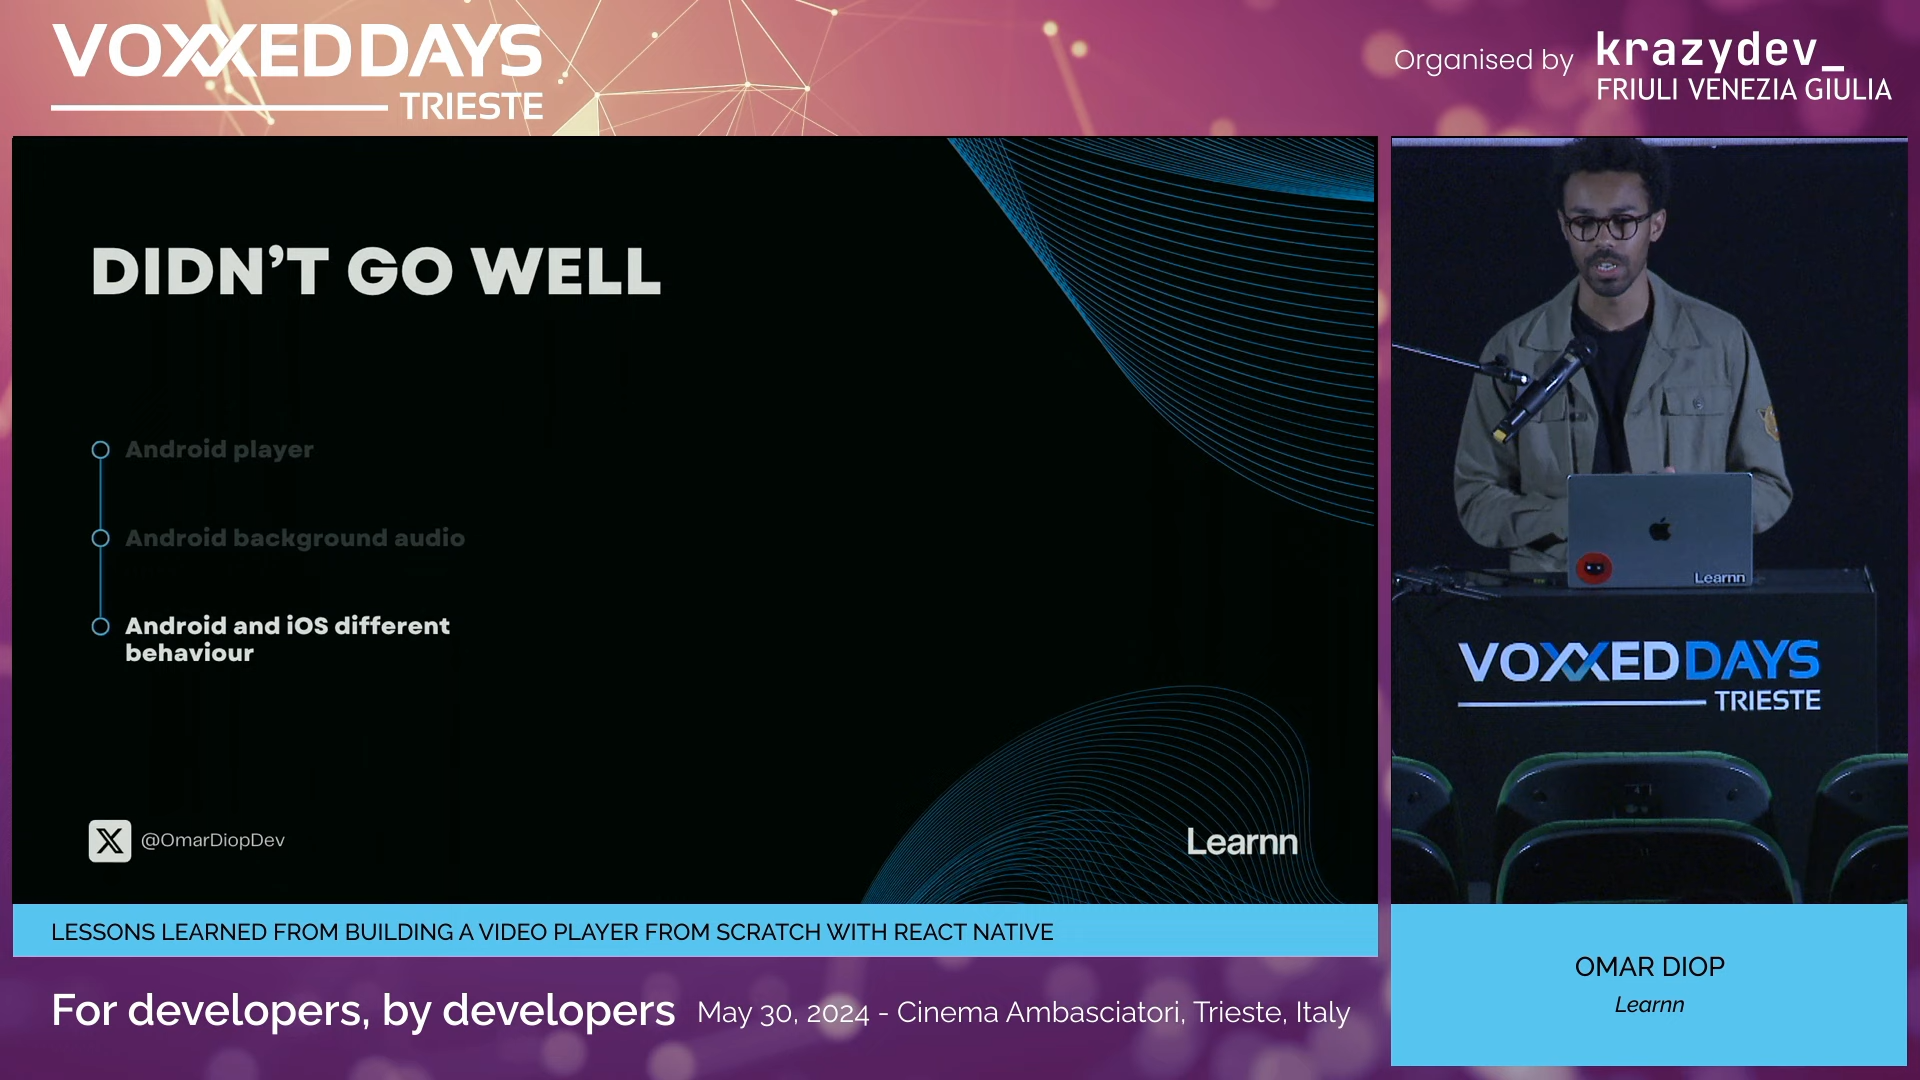 VOXXEDDAYS
TRIESTE
Organised by
krazydev_
FRIULI VENEZIA GIULIA
DIDN'T GO WELL
Android player
Android background audio
Android and iOS different
behaviour
@OmarDiopDev
Learnn
Learnn
VOXXEDDAYS
TRIESTE
LESSONS LEARNED FROM BUILDING A VIDEO PLAYER FROM SCRATCH WITH REACT NATIVE
OMAR DIOP
Learnn
For developers, by developers May 30, 2024 - Cinema Ambasciatori, Trieste, Italy